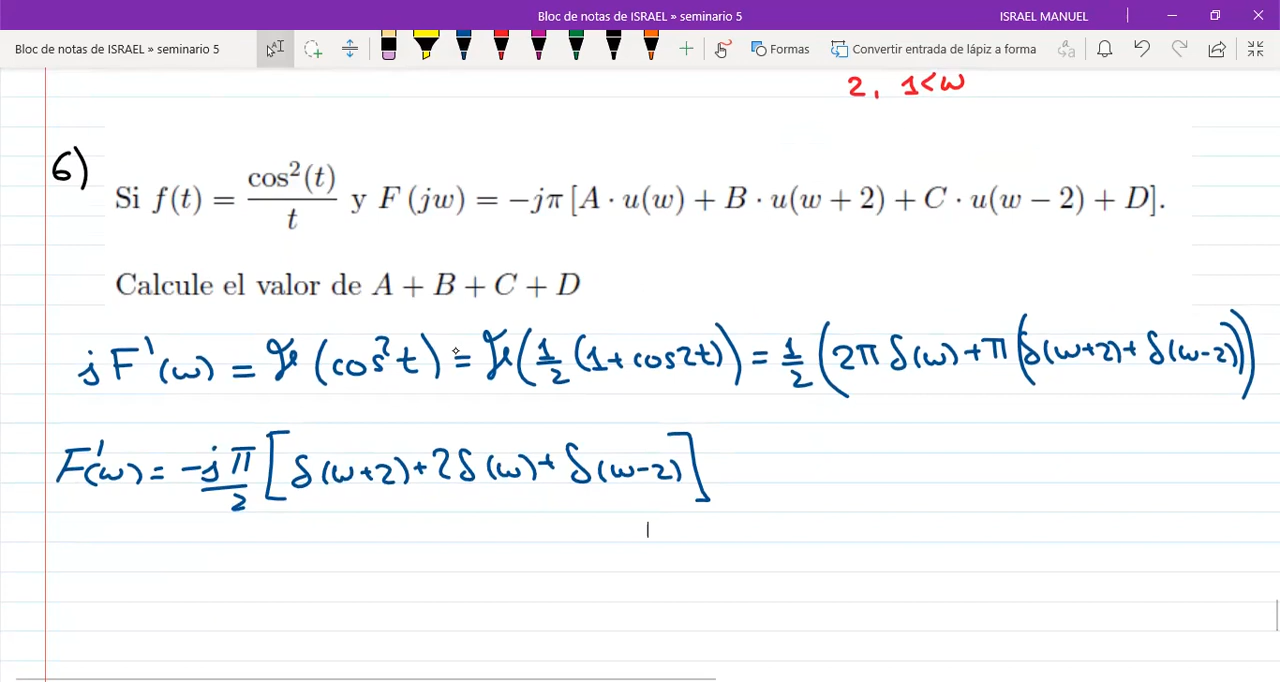 Bloc de notas de ISRAEL » seminario 5
ISRAEL MANUEL
Bloc de notas de ISRAEL » seminario 5
Formas
Convertir entrada de lápiz a forma
2, 1<w
6)
Si f(t) = cos²(t)/t y F (jw) = −jπ [A · u(w) + B · u(w + 2) + C · u(w − 2) + D].
Calcule el valor de A + B + C + D
jF'(w) = ℱ(cos²t) = ℱ(1/2 (1+cos2t)) = 1/2 (2π δ(w) + π (δ(w+2) + δ(w-2)))
F'(w) = -jπ/2 [δ(w+2) + 2δ(w) + δ(w-2)]